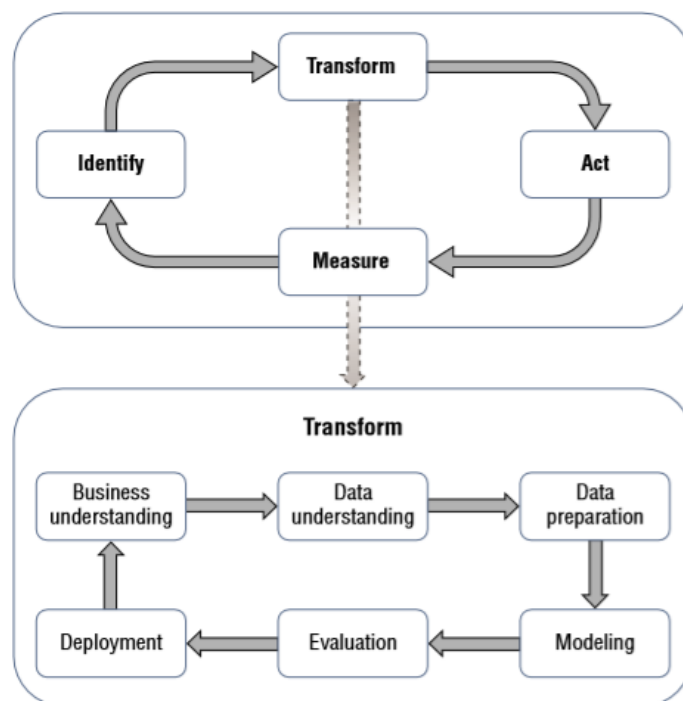 Transform
Identify
Act
Measure
Transform
Business
understanding
Data
understanding
Data
preparation
Deployment
Evaluation
Modeling